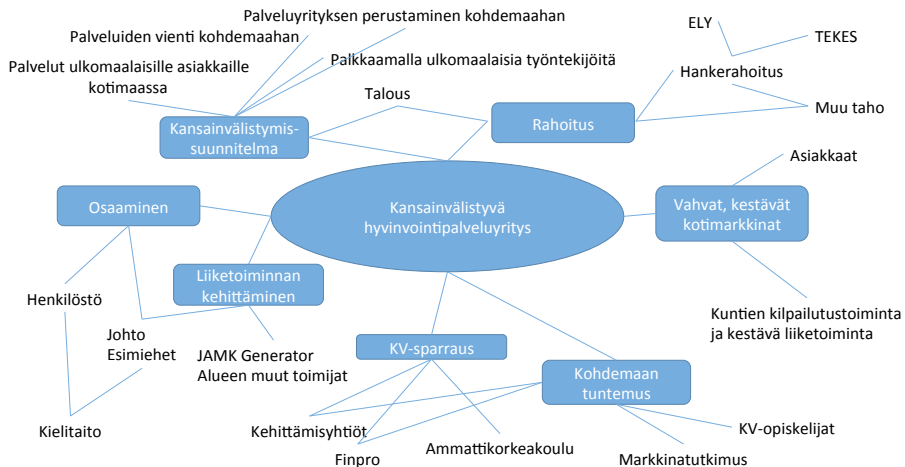 Palveluyrityksen perustaminen kohdemaahan
Palveluiden vienti kohdemaahan
Palvelut ulkomaalaisille asiakkaille
kotimaassa
Palkkaamalla ulkomaalaisia työntekijöitä
ELY
TEKES
Hankerahoitus
Muu taho
Talous
Kansainvälistymis-
suunnitelma
Rahoitus
Asiakkaat
Osaaminen
Kansainvälistyvä
hyvinvointipalveluyritys
Vahvat, kestävät
kotimarkkinat
Liiketoiminnan
kehittäminen
Henkilöstö
Johto
Esimiehet
JAMK Generator
Alueen muut toimijat
Kuntien kilpailutustoiminta
ja kestävä liiketoiminta
KV-sparraus
Kohdemaan
tuntemus
Kielitaito
Kehittämisyhtiöt
Finpro
Ammattikorkeakoulu
KV-opiskelijat
Markkinatutkimus